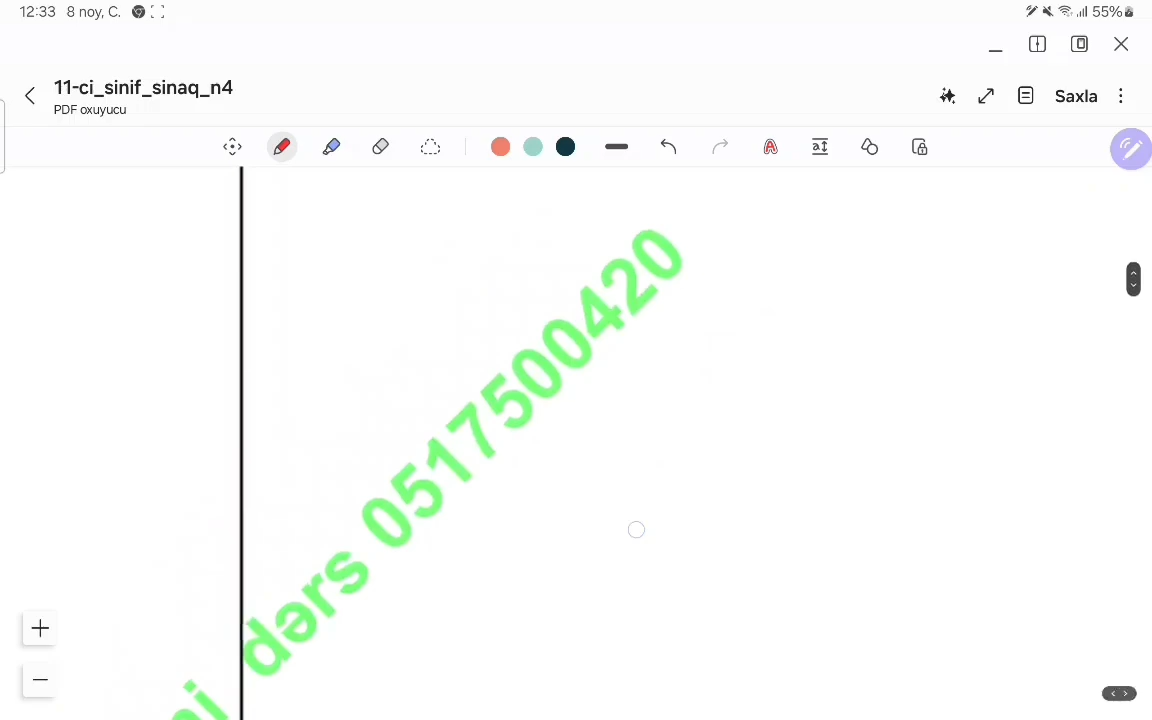 12:33 8 noy, C. 55%
11-ci_sinif_sinaq_n4
PDF oxuyucu
Saxla
dərs 0517500420